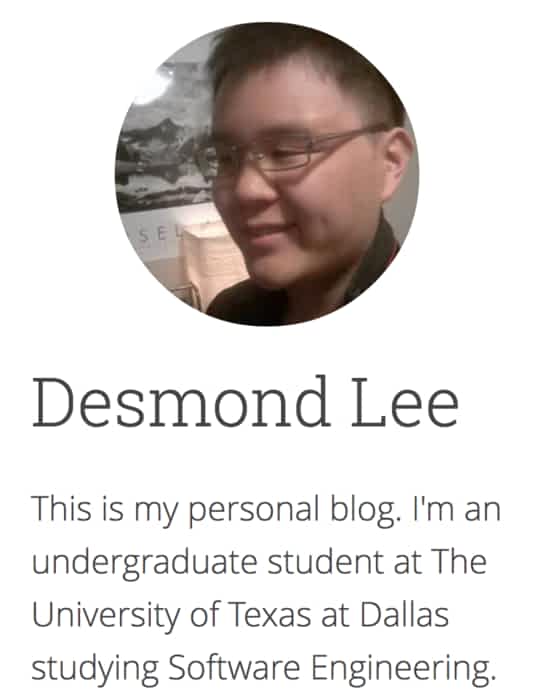 SEL
Desmond Lee
This is my personal blog. I'm an
undergraduate student at The
University of Texas at Dallas
studying Software Engineering.